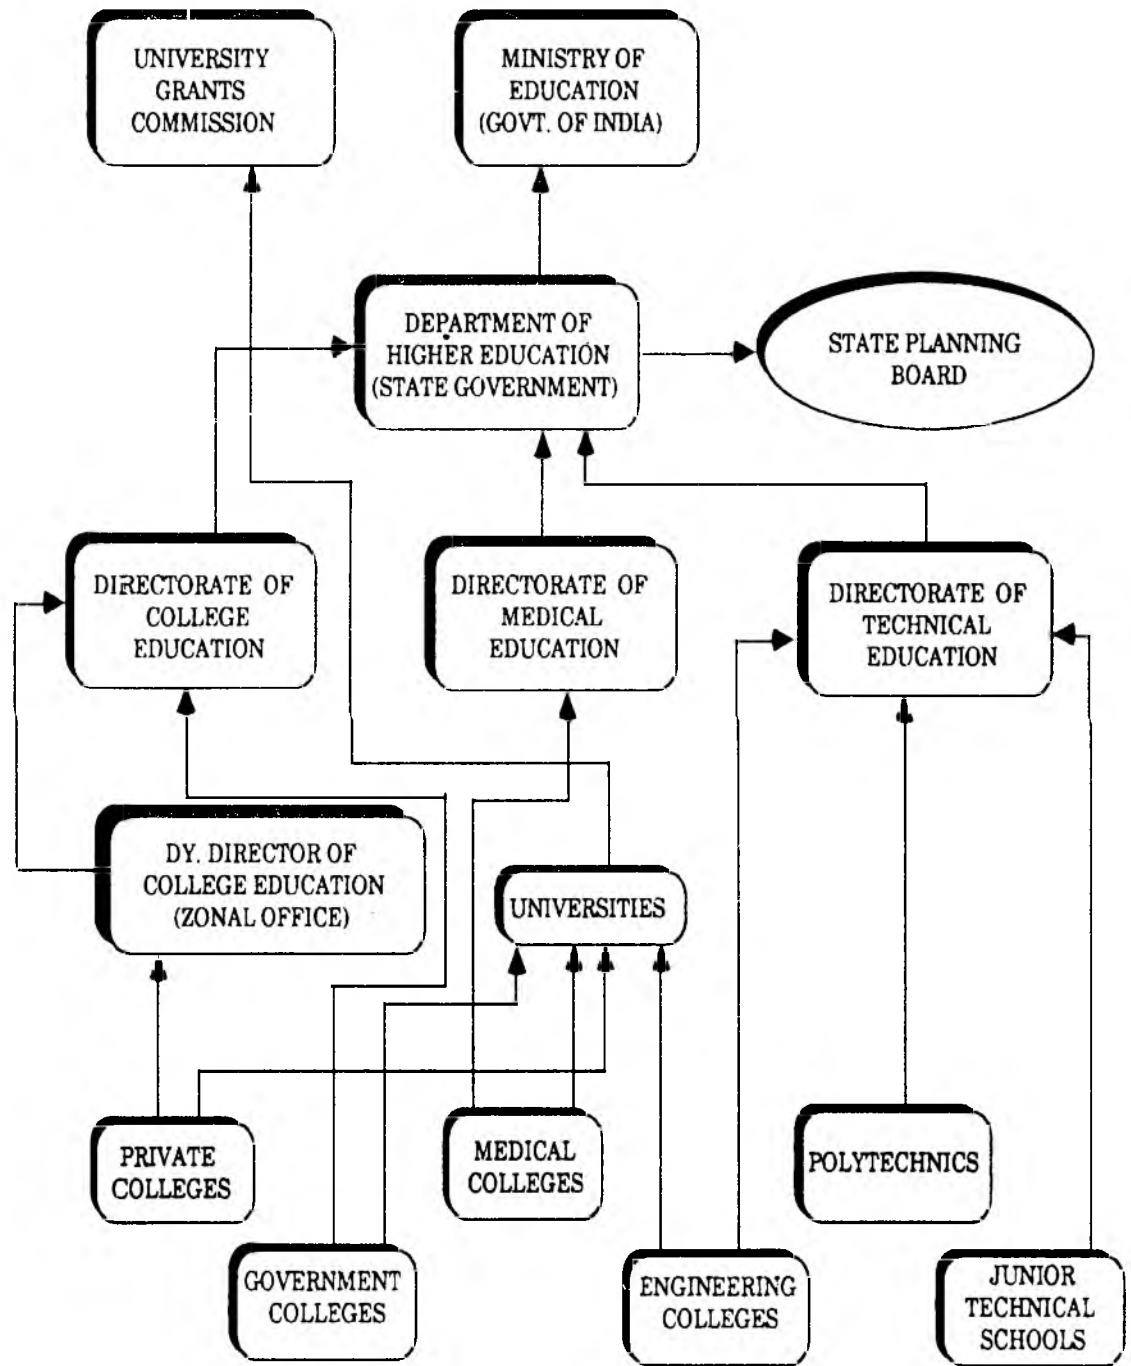 UNIVERSITY
GRANTS
COMMISSION
MINISTRY OF
EDUCATION
(GOVT. OF INDIA)
DEPARTMENT OF
HIGHER EDUCATION
(STATE GOVERNMENT)
STATE PLANNING
BOARD
DIRECTORATE OF
COLLEGE
EDUCATION
DIRECTORATE OF
MEDICAL
EDUCATION
DIRECTORATE OF
TECHNICAL
EDUCATION
DY. DIRECTOR OF
COLLEGE EDUCATION
(ZONAL OFFICE)
UNIVERSITIES
PRIVATE
COLLEGES
MEDICAL
COLLEGES
POLYTECHNICS
GOVERNMENT
COLLEGES
ENGINEERING
COLLEGES
JUNIOR
TECHNICAL
SCHOOLS